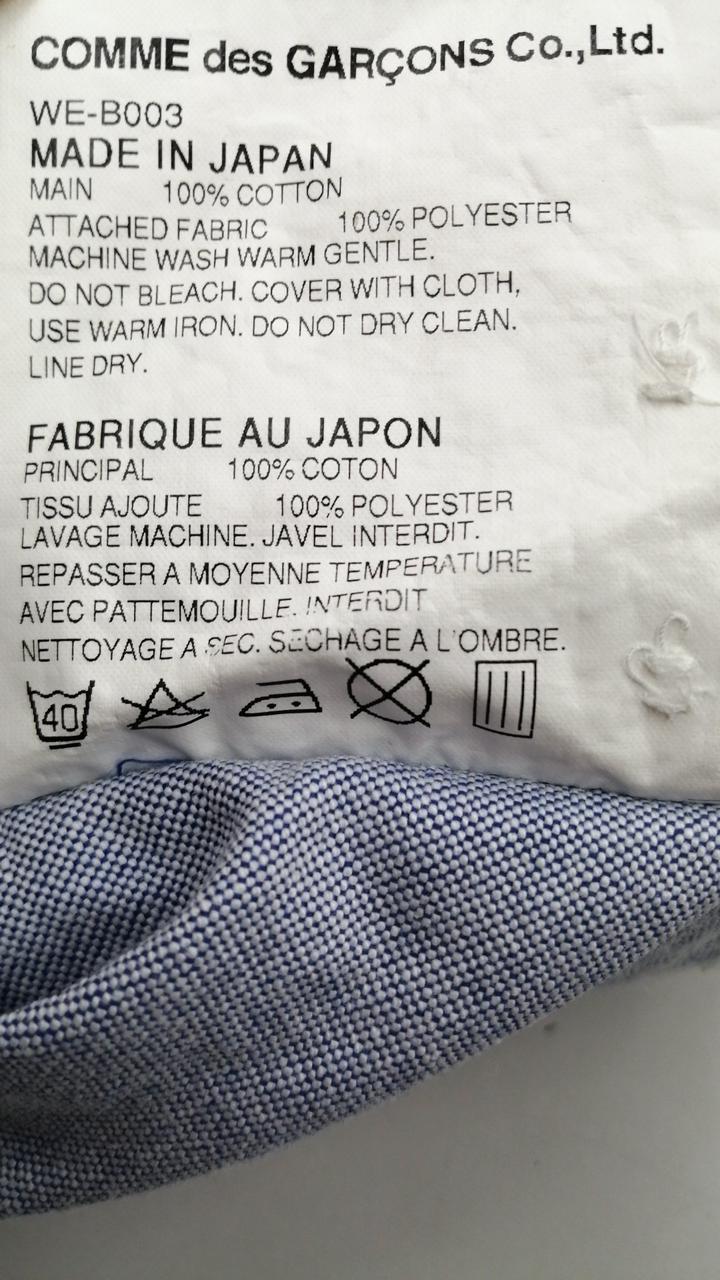 COMME des GARÇONS Co.,Ltd.
WE-B003
MADE IN JAPAN
MAIN 100% COTTON
ATTACHED FABRIC 100% POLYESTER
MACHINE WASH WARM GENTLE.
DO NOT BLEACH. COVER WITH CLOTH,
USE WARM IRON. DO NOT DRY CLEAN.
LINE DRY.
FABRIQUE AU JAPON
PRINCIPAL 100% COTON
TISSU AJOUTE 100% POLYESTER
LAVAGE MACHINE. JAVEL INTERDIT.
REPASSER A MOYENNE TEMPERATURE
AVEC PATTEMOUILLE. INTERDIT
NETTOYAGE A SEC. SECHAGE A L'OMBRE.
40